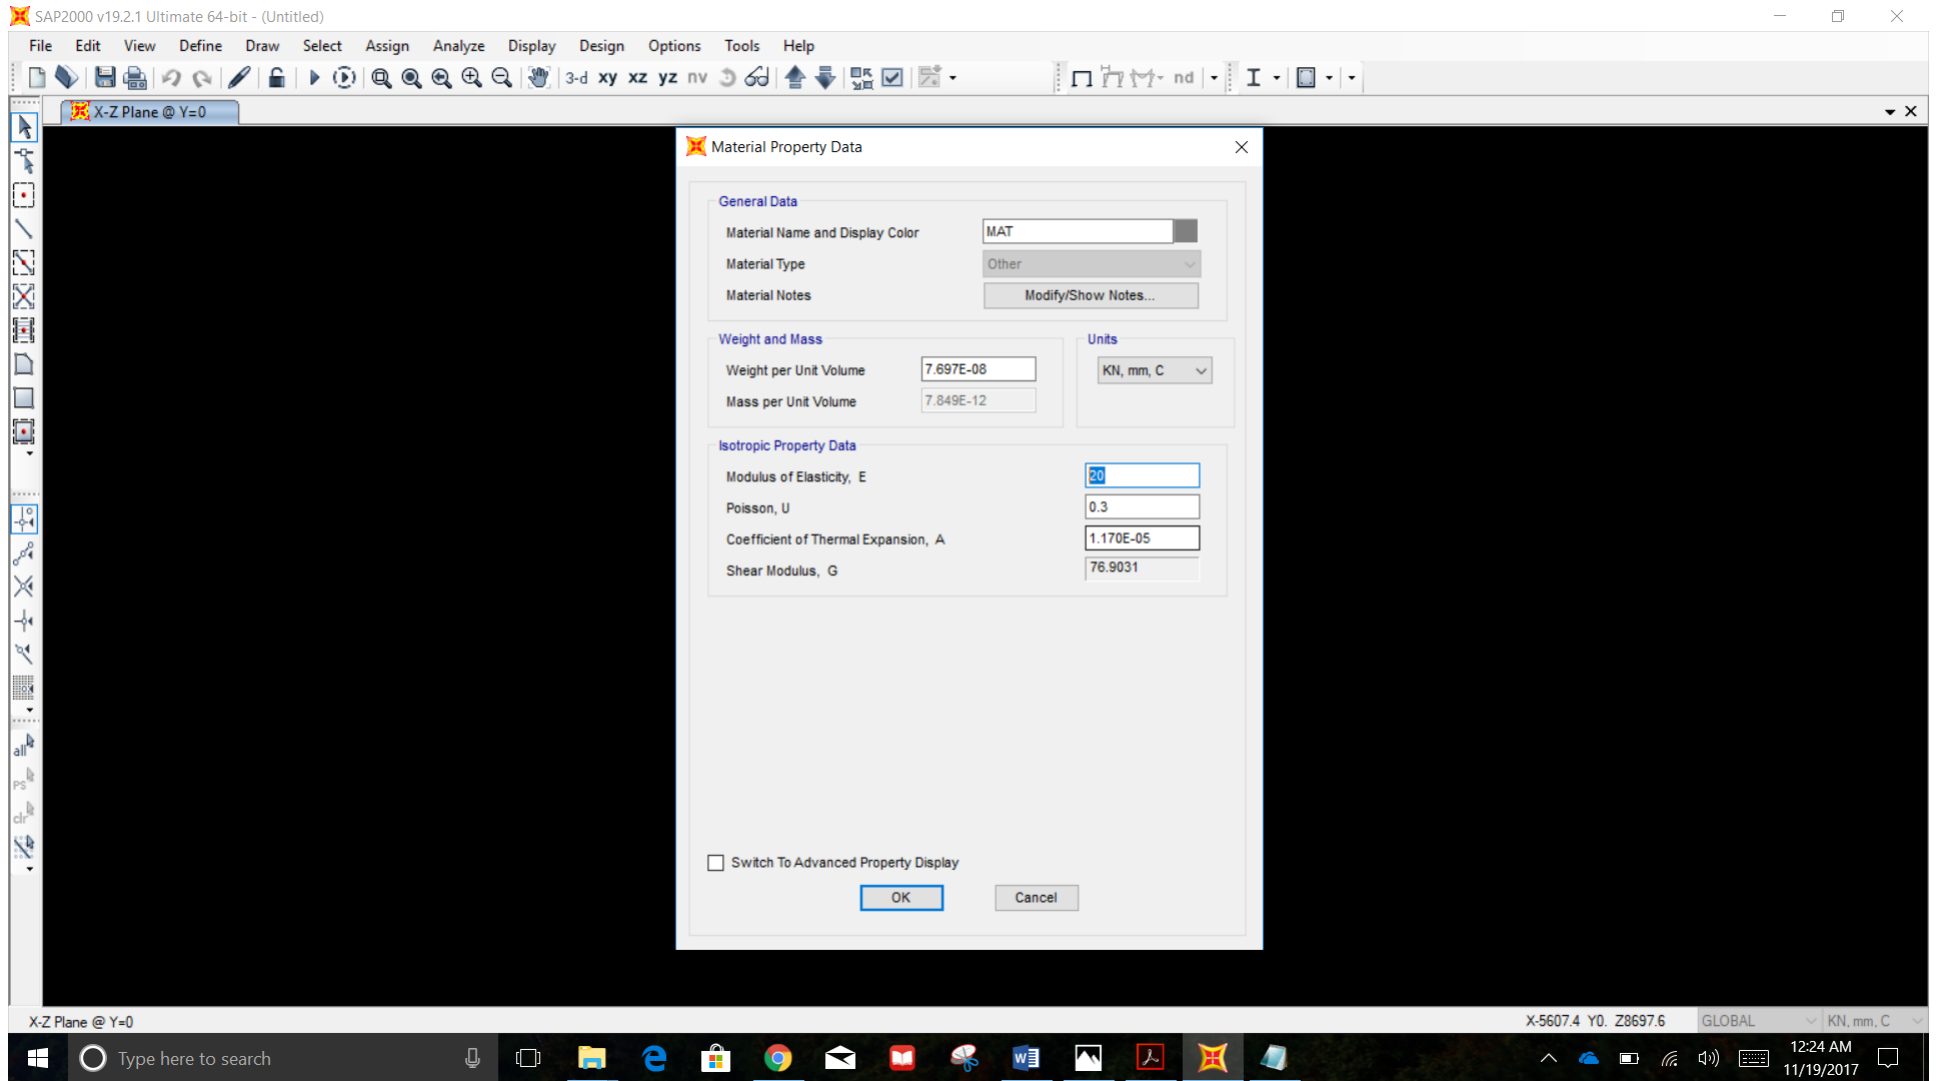 SAP2000 v19.2.1 Ultimate 64-bit - (Untitled)
File Edit View Define Draw Select Assign Analyze Display Design Options Tools Help
3-d xy xz yz nv nd
X-Z Plane @ Y=0
Material Property Data
General Data
Material Name and Display Color MAT
Material Type Other
Material Notes Modify/Show Notes...
Weight and Mass Units
Weight per Unit Volume 7.697E-08 KN, mm, C
Mass per Unit Volume 7.849E-12
Isotropic Property Data
Modulus of Elasticity, E 20
Poisson, U 0.3
Coefficient of Thermal Expansion, A 1.170E-05
Shear Modulus, G 76.9031
all
PS
clr
Switch To Advanced Property Display
OK Cancel
X-Z Plane @ Y=0 X-5607.4 Y0. Z8697.6 GLOBAL KN, mm, C
Type here to search
12:24 AM
11/19/2017